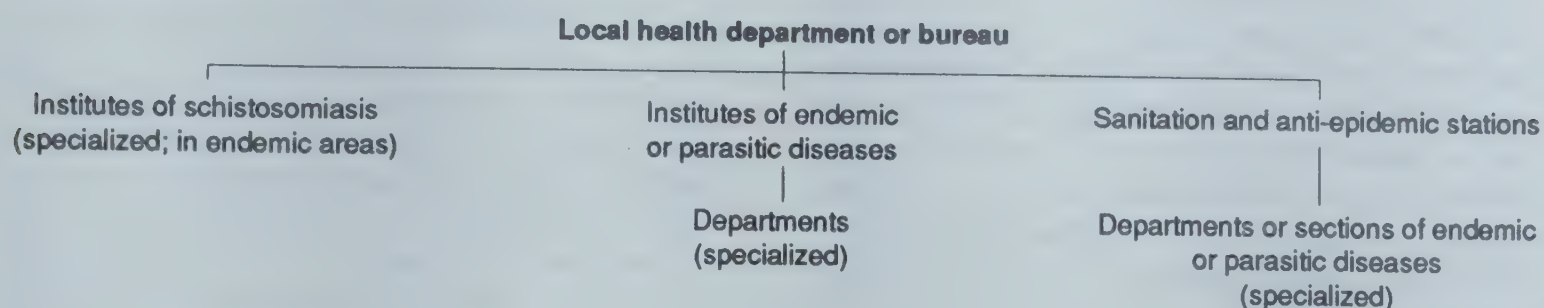 Local health department or bureau
Institutes of schistosomiasis
(specialized; in endemic areas)
Institutes of endemic
or parasitic diseases
Departments
(specialized)
Sanitation and anti-epidemic stations
Departments or sections of endemic
or parasitic diseases
(specialized)